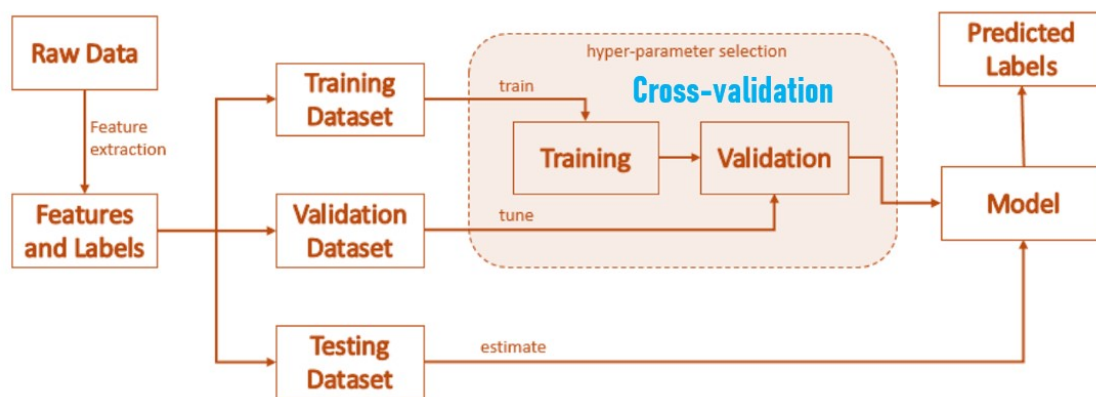 Raw Data
Feature
extraction
Features
and Labels
Training
Dataset
Validation
Dataset
Testing
Dataset
train
tune
estimate
hyper-parameter selection
Cross-validation
Training
Validation
Model
Predicted
Labels